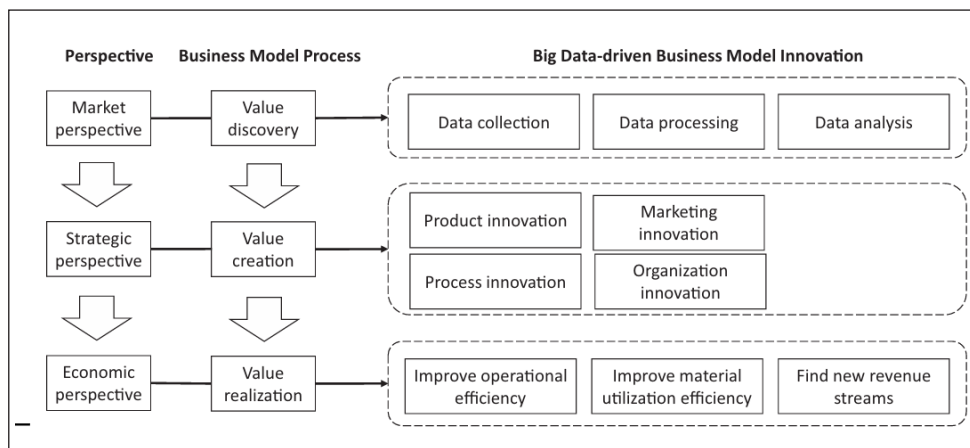 Perspective
Business Model Process
Big Data-driven Business Model Innovation
Market
perspective
Value
discovery
Data collection
Data processing
Data analysis
Strategic
perspective
Value
creation
Product innovation
Marketing
innovation
Process innovation
Organization
innovation
Economic
perspective
Value
realization
Improve operational
efficiency
Improve material
utilization efficiency
Find new revenue
streams